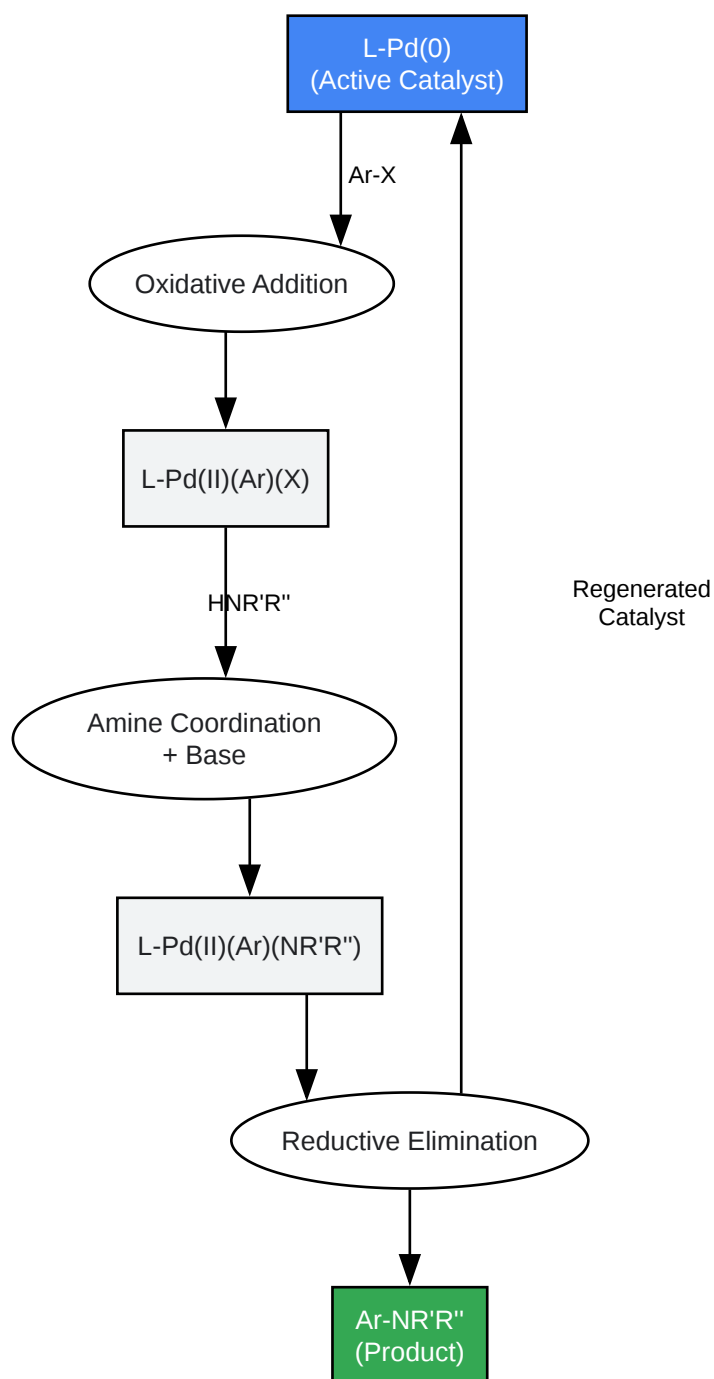 L-Pd(0)
(Active Catalyst)
Ar-X
Oxidative Addition
L-Pd(II)(Ar)(X)
HNR'R"
Regenerated
Catalyst
Amine Coordination
+ Base
L-Pd(II)(Ar)(NR'R")
Reductive Elimination
Ar-NR'R"
(Product)